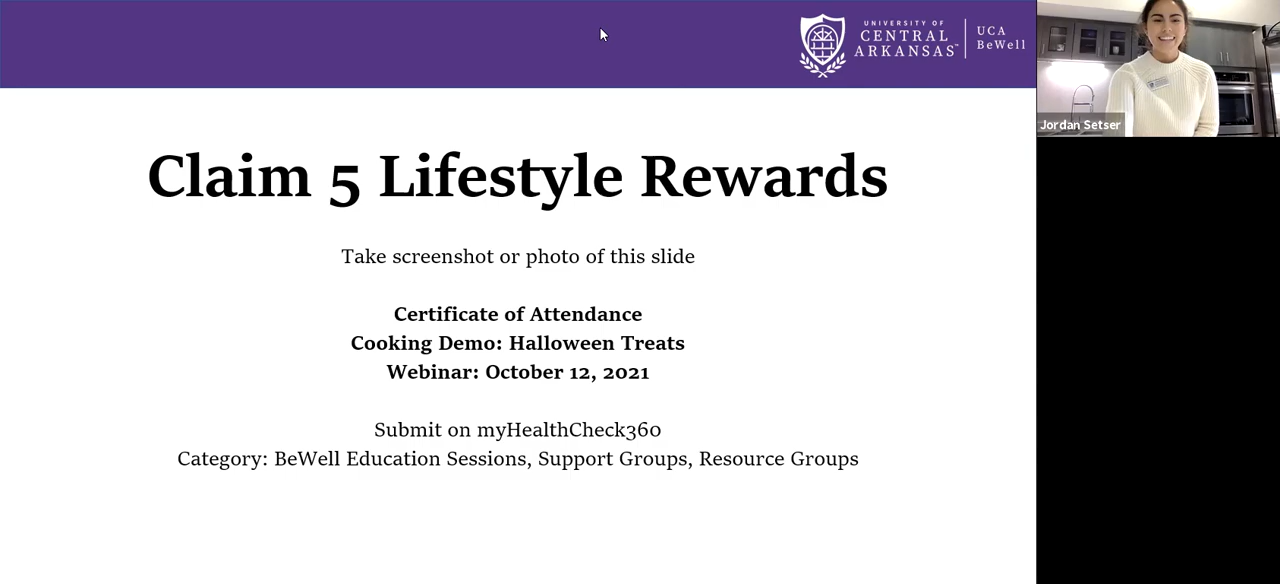 UNIVERSITY OF
CENTRAL
ARKANSAS™
UCA
BeWell
Jordan Setser
Claim 5 Lifestyle Rewards
Take screenshot or photo of this slide
Certificate of Attendance
Cooking Demo: Halloween Treats
Webinar: October 12, 2021
Submit on myHealthCheck360
Category: BeWell Education Sessions, Support Groups, Resource Groups